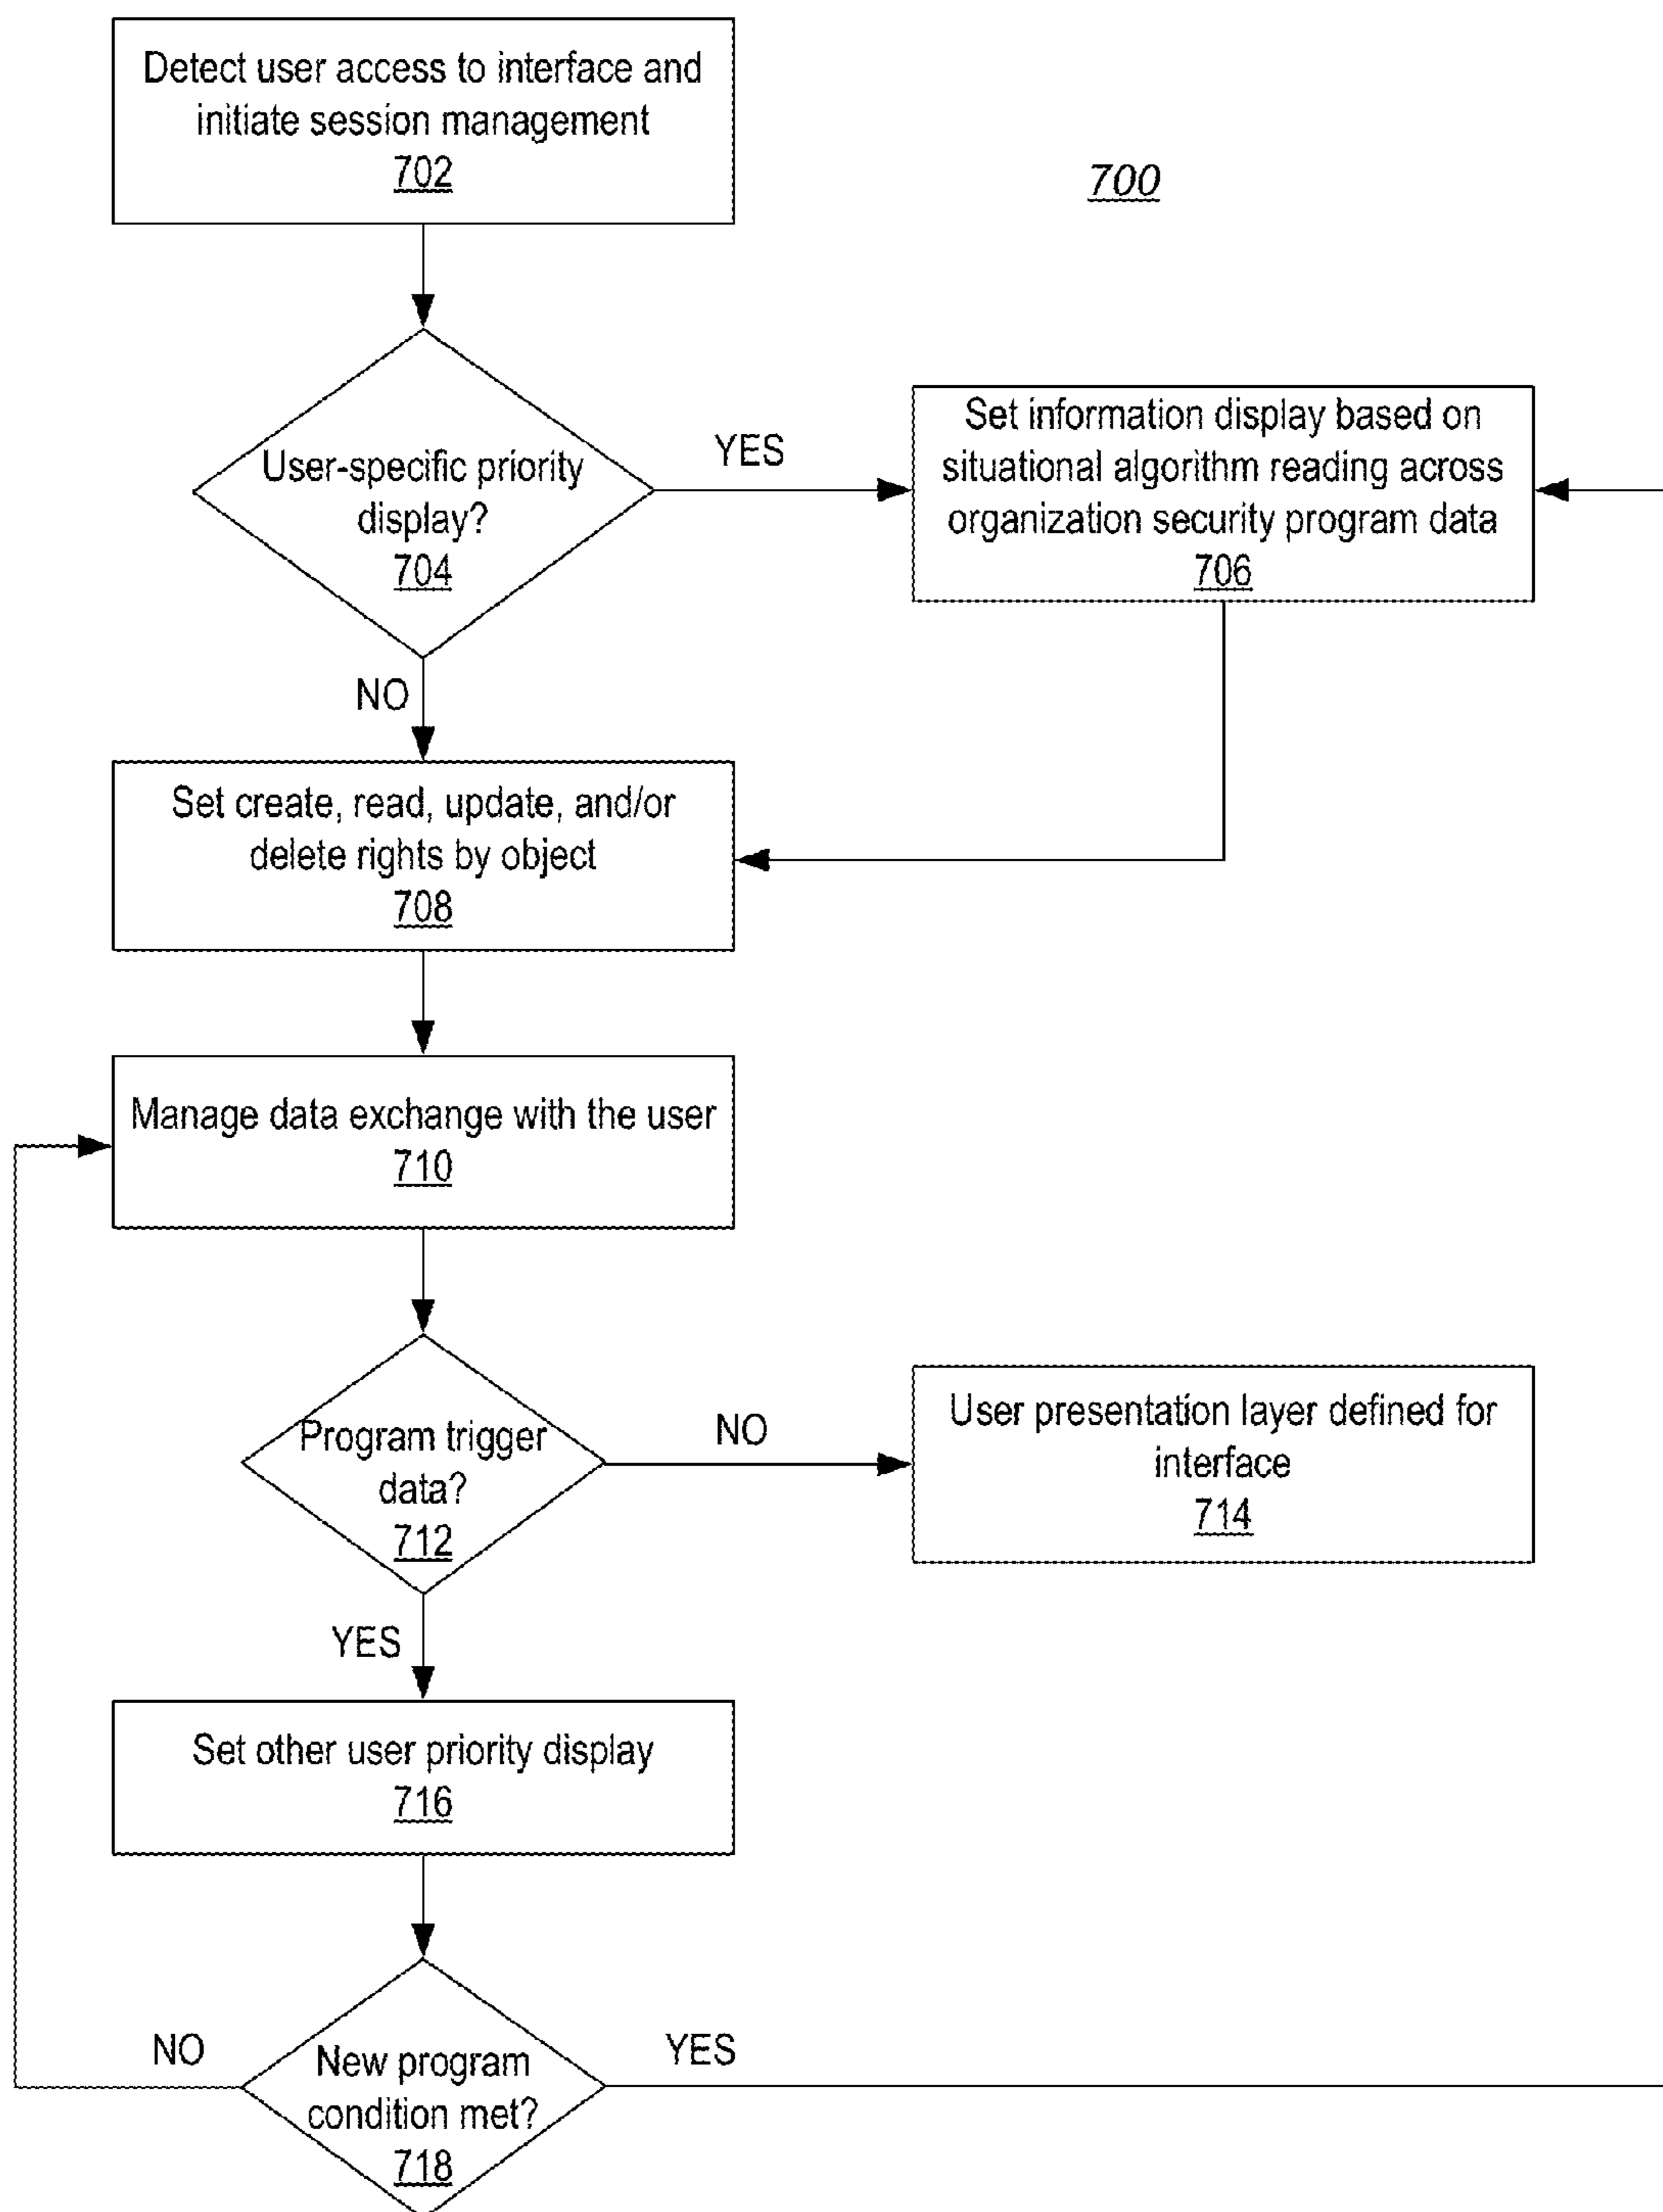 Detect user access to interface and
initiate session management
702
700
User-specific priority
display?
704
YES
Set information display based on
situational algorithm reading across
organization security program data
706
NO
Set create, read, update, and/or
delete rights by object
708
Manage data exchange with the user
710
Program trigger
data?
712
NO
User presentation layer defined for
interface
714
YES
Set other user priority display
716
NO
New program
condition met?
718
YES